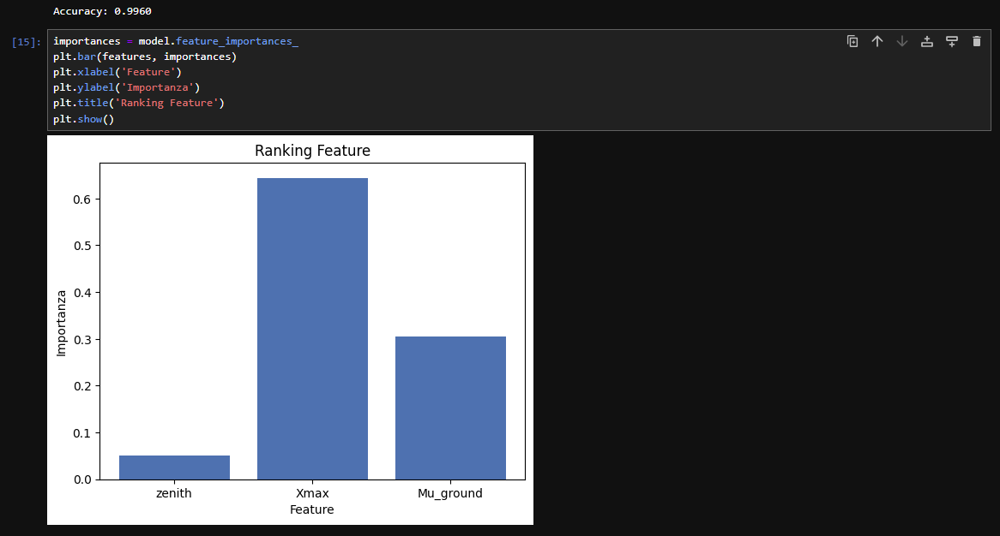 Accuracy: 0.9960
[15]:
importances = model.feature_importances_
plt.bar(features, importances)
plt.xlabel('Feature')
plt.ylabel('Importanza')
plt.title('Ranking Feature')
plt.show()
Ranking Feature
Importanza
0.6
0.5
0.4
0.3
0.2
0.1
0.0
zenith Xmax Mu_ground
Feature